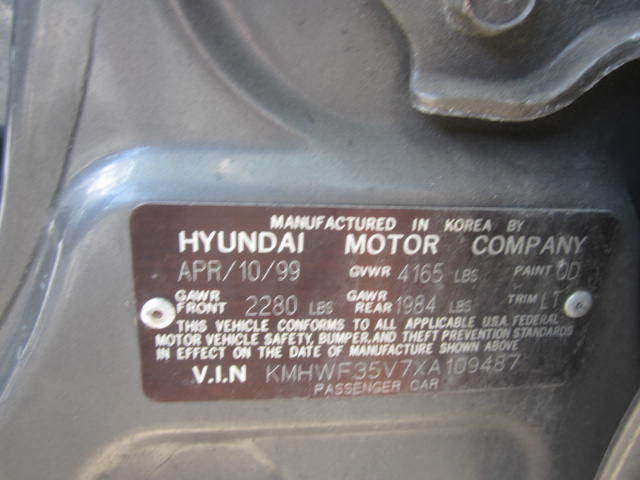 MANUFACTURED IN KOREA BY
HYUNDAI MOTOR COMPANY
APR/10/99 GVWR 4165 LBS PAINT OD
GAWR FRONT 2280 LBS GAWR REAR 1984 LBS TRIM LT
THIS VEHICLE CONFORMS TO ALL APPLICABLE U.S.A. FEDERAL
MOTOR VEHICLE SAFETY, BUMPER, AND THEFT PREVENTION STANDARDS
IN EFFECT ON THE DATE OF MANUFACTURE SHOWN ABOVE
V.I.N KMHWF35V7XA109487
PASSENGER CAR